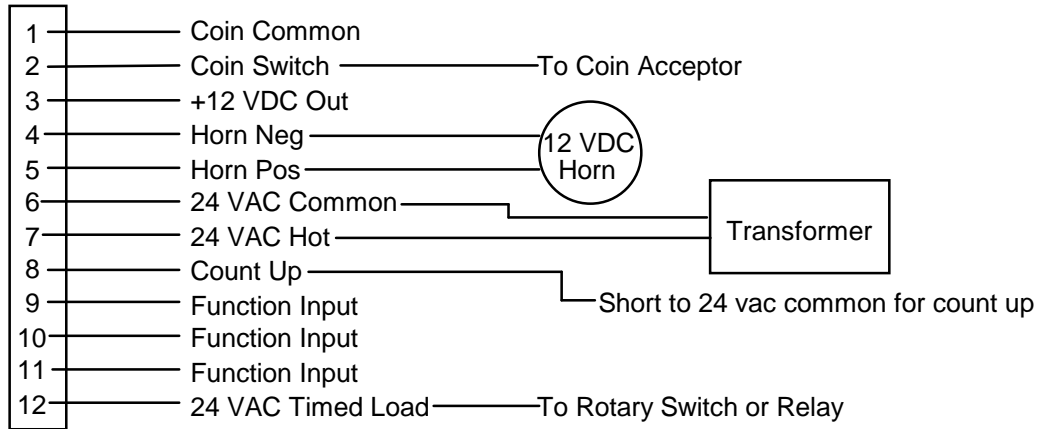 1 Coin Common
2 Coin Switch To Coin Acceptor
3 +12 VDC Out
4 Horn Neg
12 VDC
Horn
5 Horn Pos
6 24 VAC Common
Transformer
7 24 VAC Hot
8 Count Up
Short to 24 vac common for count up
9 Function Input
10 Function Input
11 Function Input
12 24 VAC Timed Load To Rotary Switch or Relay